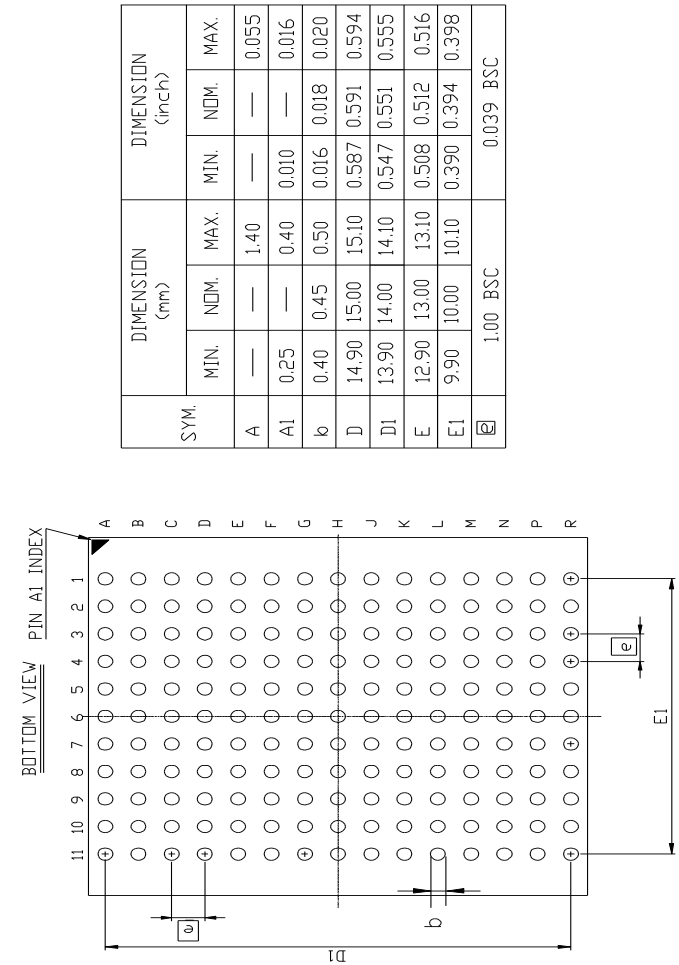 SYM.
DIMENSION
(mm)
DIMENSION
(inch)
MIN. NOM. MAX. MIN. NOM. MAX.
A — — 1.40 — — 0.055
A1 0.25 — 0.40 0.010 — 0.016
b 0.40 0.45 0.50 0.016 0.018 0.020
D 14.90 15.00 15.10 0.587 0.591 0.594
D1 13.90 14.00 14.10 0.547 0.551 0.555
E 12.90 13.00 13.10 0.508 0.512 0.516
E1 9.90 10.00 10.10 0.390 0.394 0.398
e 1.00 BSC 0.039 BSC
BOTTOM VIEW
PIN A1 INDEX
11 10 9 8 7 6 5 4 3 2 1
A
B
C
D
E
F
G
H
J
K
L
M
N
P
R
e
D1
b
e
E1